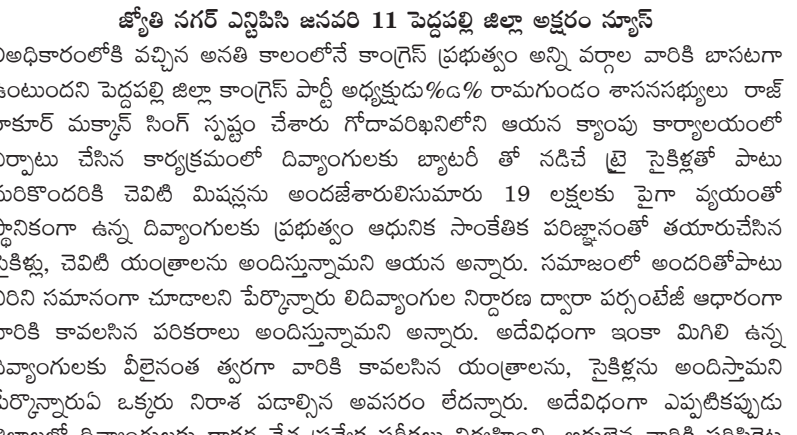 జ్యోతి నగర్ ఎన్టిపిసి జనవరి 11 పెద్దపల్లి జిల్లా అక్షరం న్యూస్
అధికారంలోకి వచ్చిన అనతి కాలంలోనే కాంగ్రెస్ ప్రభుత్వం అన్ని వర్గాల వారికి బాసటగా
ఉంటుందని పెద్దపల్లి జిల్లా కాంగ్రెస్ పార్టీ అధ్యక్షుడు%డ% రామగుండం శాసనసభ్యులు రాజ్
ఠాకూర్ మక్కాన్ సింగ్ స్పష్టం చేశారు గోదావరిఖనిలోని ఆయన క్యాంపు కార్యాలయంలో
ఏర్పాటు చేసిన కార్యక్రమంలో దివ్యాంగులకు బ్యాటరీ తో నడిచే ట్రై సైకిళ్లతో పాటు
మరికొందరికి చెవిటి మిషన్లను అందజేశారులిసుమారు 19 లక్షలకు పైగా వ్యయంతో
స్థానికంగా ఉన్న దివ్యాంగులకు ప్రభుత్వం ఆధునిక సాంకేతిక పరిజ్ఞానంతో తయారుచేసిన
సైకిళ్లు, చెవిటి యంత్రాలను అందిస్తున్నామని ఆయన అన్నారు. సమాజంలో అందరితోపాటు
వీరిని సమానంగా చూడాలని పేర్కొన్నారు లిదివ్యాంగుల నిర్ధారణ ద్వారా పర్సంటేజీ ఆధారంగా
వారికి కావలసిన పరికరాలు అందిస్తున్నామని అన్నారు. అదేవిధంగా ఇంకా మిగిలి ఉన్న
దివ్యాంగులకు వీలైనంత త్వరగా వారికి కావలసిన యంత్రాలను, సైకిళ్లను అందిస్తామని
పేర్కొన్నారుఏ ఒక్కరు నిరాశ పడాల్సిన అవసరం లేదన్నారు. అదేవిధంగా ఎప్పటికప్పుడు